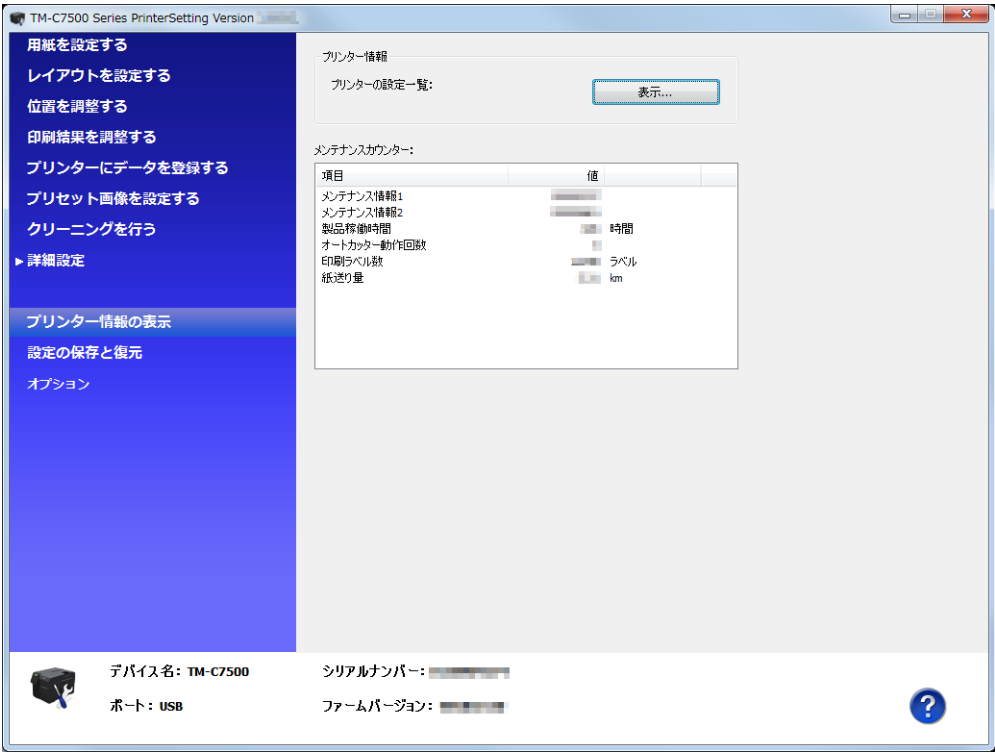 TM-C7500 Series PrinterSetting Version
用紙を設定する
レイアウトを設定する
位置を調整する
印刷結果を調整する
プリンターにデータを登録する
プリセット画像を設定する
クリーニングを行う
▶ 詳細設定
プリンター情報の表示
設定の保存と復元
オプション
プリンター情報
プリンターの設定一覧:
表示...
メンテナンスカウンター:
項目 値
メンテナンス情報1
メンテナンス情報2
製品稼働時間 時間
オートカッター動作回数
印刷ラベル数 ラベル
紙送り量 km
デバイス名: TM-C7500
シリアルナンバー:
ポート: USB
ファームバージョン:
?